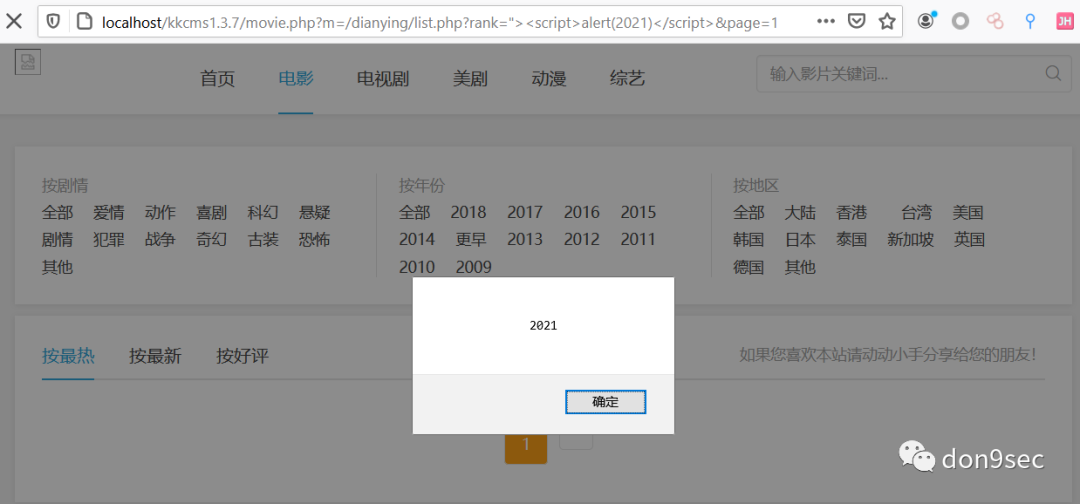 localhost/kkcms1.3.7/movie.php?m=/dianying/list.php?rank="><script>alert(2021)</script>&page=1
JH
首页 电影 电视剧 美剧 动漫 综艺 输入影片关键词...
按剧情 按年份 按地区
全部 爱情 动作 喜剧 科幻 悬疑 全部 2018 2017 2016 2015 全部 大陆 香港 台湾 美国
剧情 犯罪 战争 奇幻 古装 恐怖 2014 更早 2013 2012 2011 韩国 日本 泰国 新加坡 英国
其他 2010 2009 德国 其他
2021
确定
按最热 按最新 按好评 如果您喜欢本站请动动小手分享给您的朋友！
1
don9sec